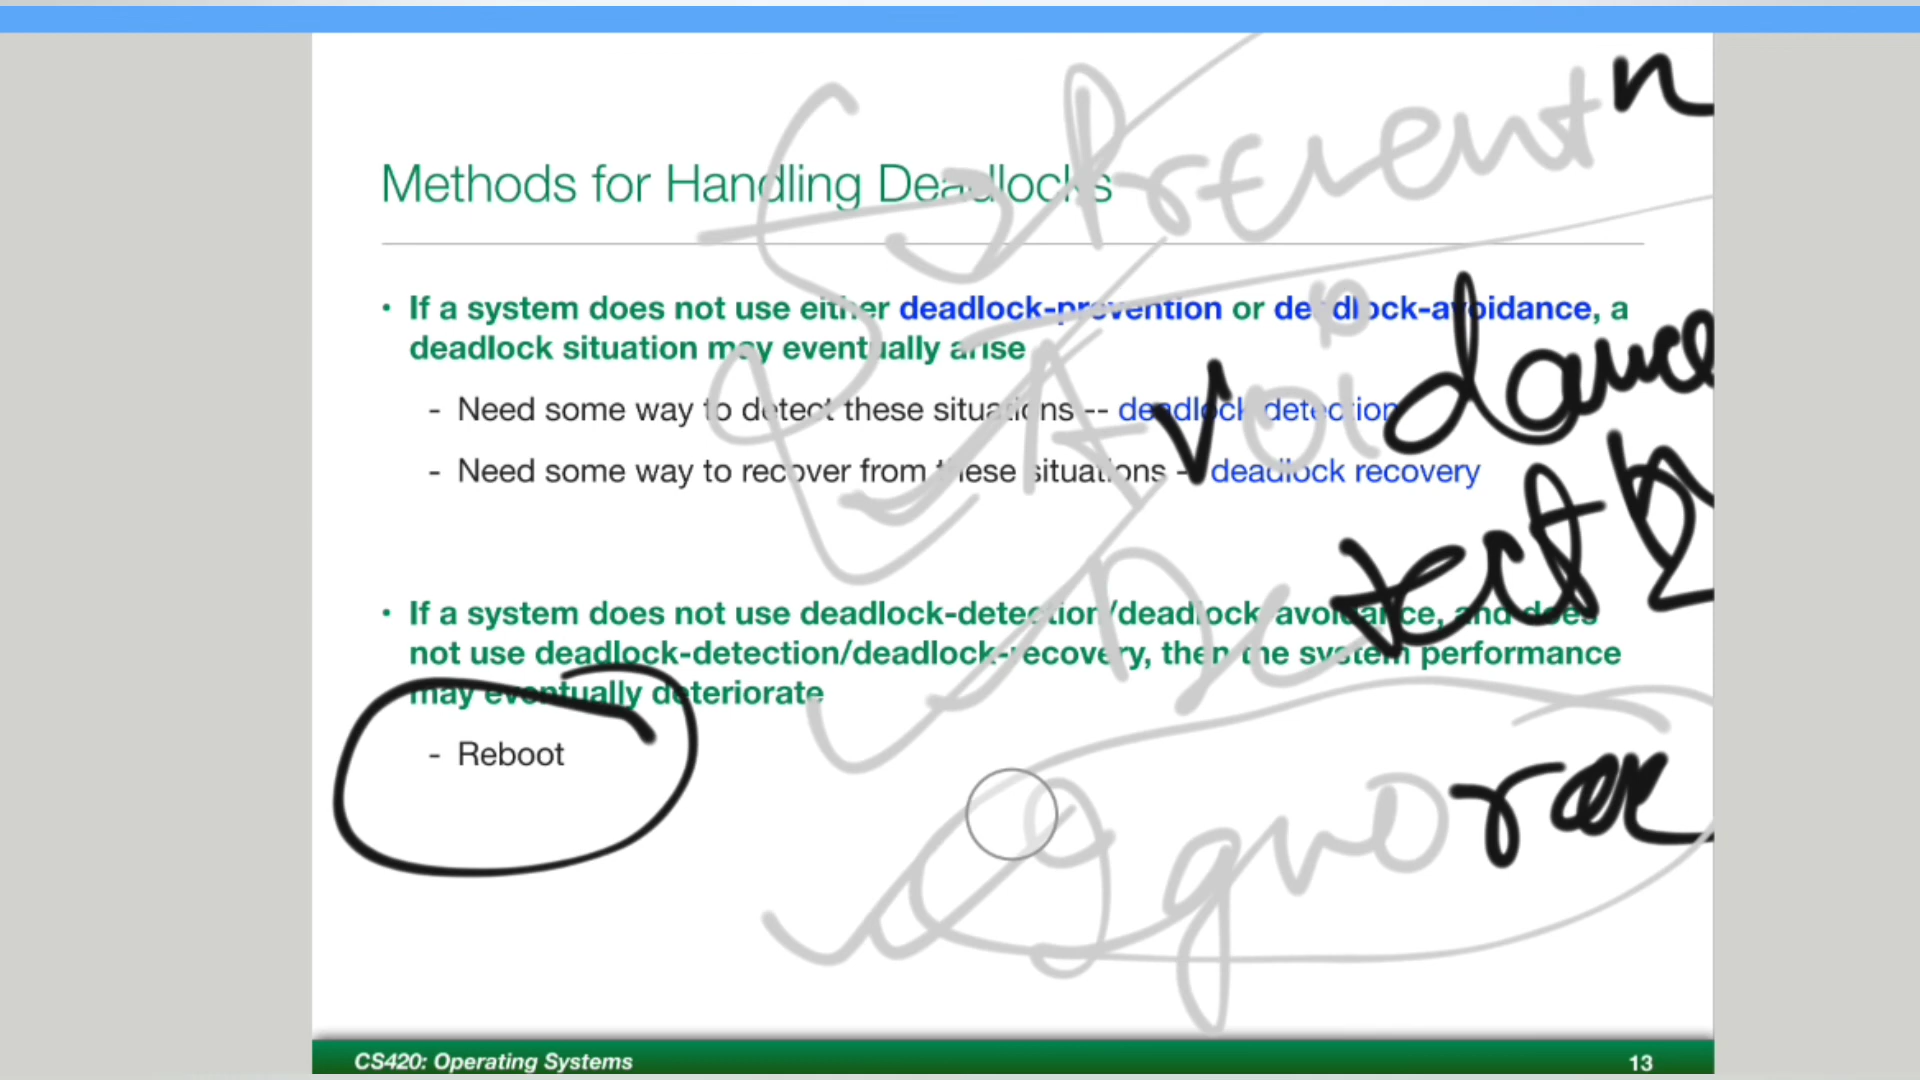 Methods for Handling Deadlocks
Prevent n
• If a system does not use either deadlock-prevention or deadlock-avoidance, a
deadlock situation may eventually arise
- Need some way to detect these situations -- deadlock detection
- Need some way to recover from these situations -- deadlock recovery
Avoidance
Detect
• If a system does not use deadlock-detection/deadlock-avoidance, and does
not use deadlock-detection/deadlock-recovery, then the system performance
may eventually deteriorate
- Reboot
CS420: Operating Systems
13